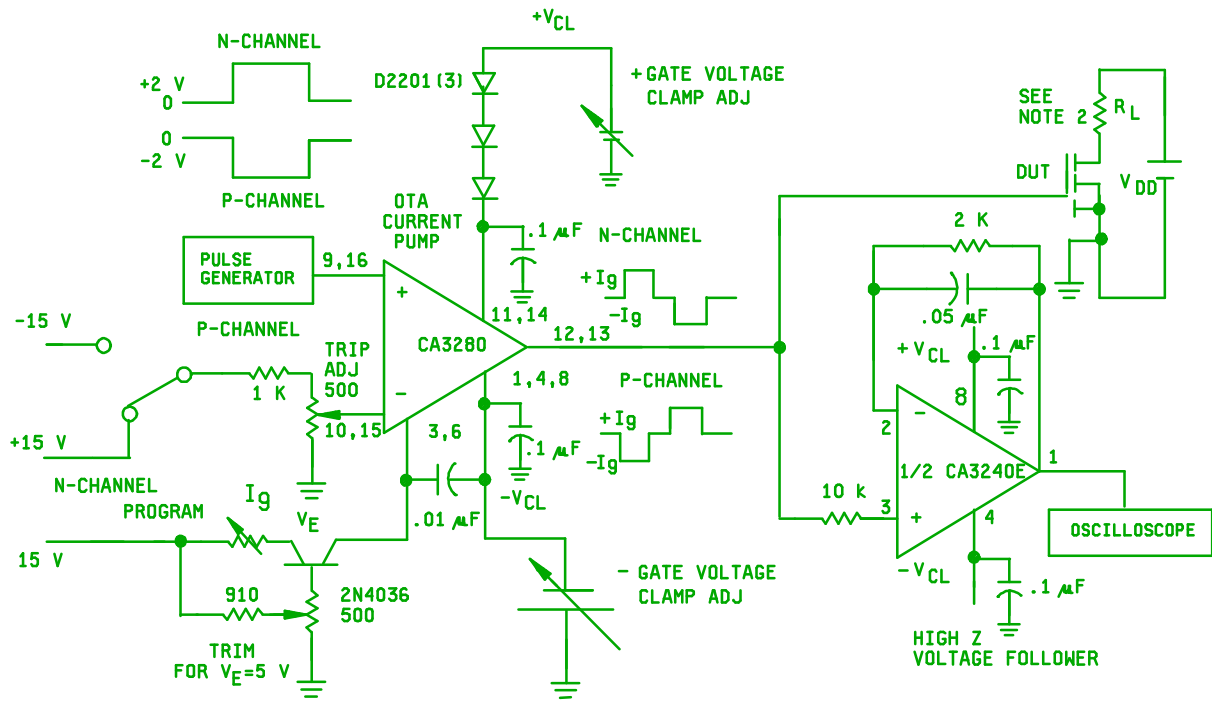 +VCL
N-CHANNEL
+2 V
0
0
-2 V
P-CHANNEL
D2201(3)
+ GATE VOLTAGE
CLAMP ADJ
SEE
NOTE 2
RL
DUT
VDD
OTA
CURRENT
PUMP
.1 µF
N-CHANNEL
+Ig
-Ig
2 K
PULSE
GENERATOR
9,16
+
11,14
12,13
CA3280
-15 V
P-CHANNEL
TRIP
ADJ
500
1 K
-
10,15
1,4,8
3,6
P-CHANNEL
+Ig
-Ig
.1 µF
-VCL
.01 µF
.05 µF
+VCL
.1 µF
8
-
2
1/2 CA3240E
1
10 k
3
+
4
-VCL
.1 µF
OSCILLOSCOPE
HIGH Z
VOLTAGE FOLLOWER
+15 V
N-CHANNEL
PROGRAM
Ig
VE
15 V
910
2N4036
500
TRIM
FOR VE=5 V
- GATE VOLTAGE
CLAMP ADJ